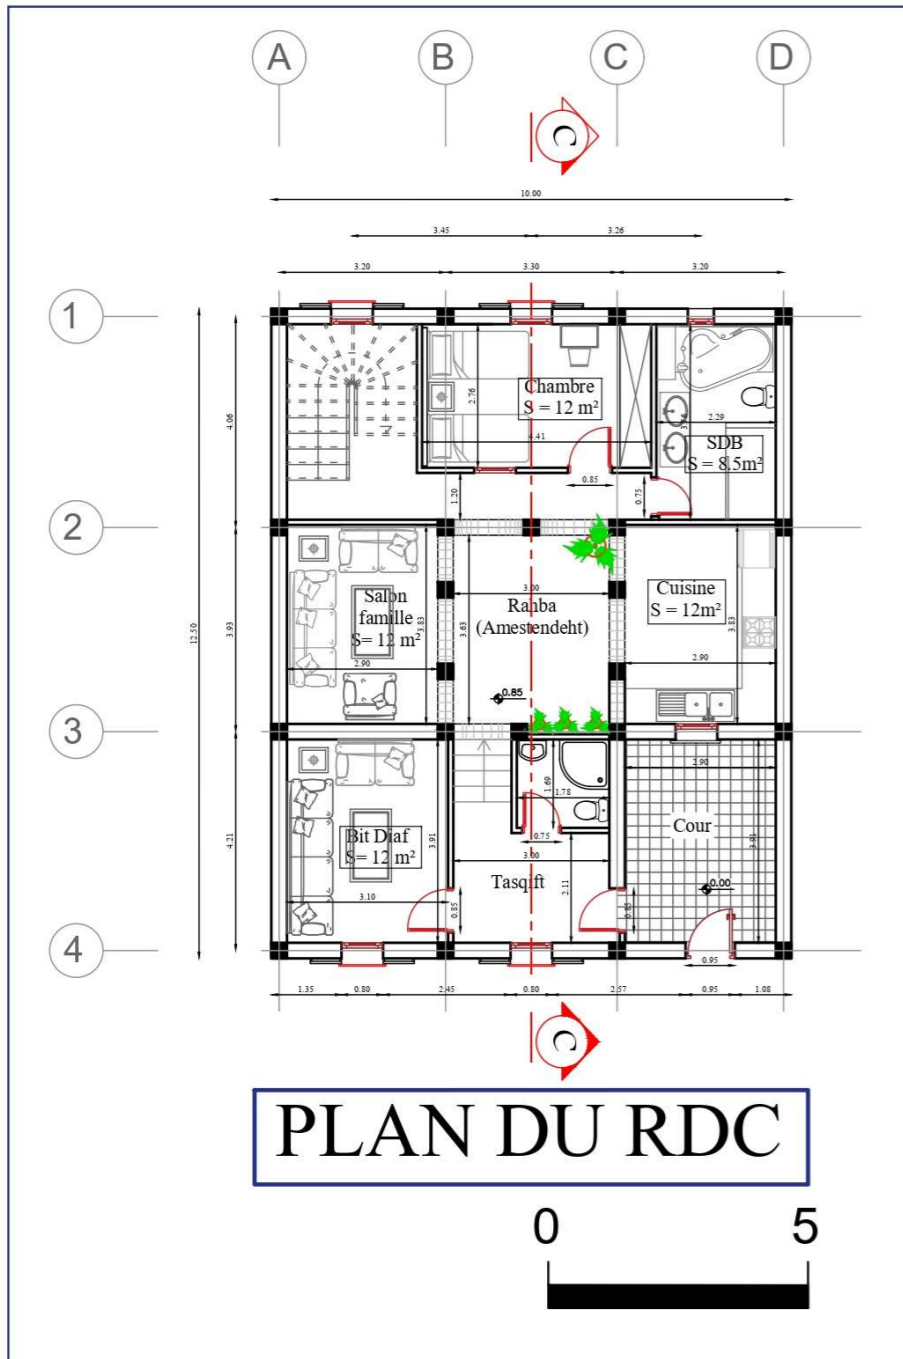 A B C D
C
10.00
3.45 3.26
3.20 3.30 3.20
1
12.50
4.06
2.76
Chambre
S = 12 m²
4.41
2.29
SDB
S = 8.5m²
1.20
0.85
0.75
2
3.93
Salon
famille
S= 12 m²
3.83
2.90
3.63
3.00
Rahba
(Amestendeht)
0.85
Cuisine
S = 12m²
3.83
2.90
3
4.21
Bit Diaf
S= 12 m²
3.91
3.10
0.85
1.69
1.78
0.75
3.00
Tasqift
2.11
0.85
2.90
Cour
3.91
0.00
0.95
4
1.35 0.80 2.45 0.80 2.57 0.95 1.08
C
PLAN DU RDC
0 5